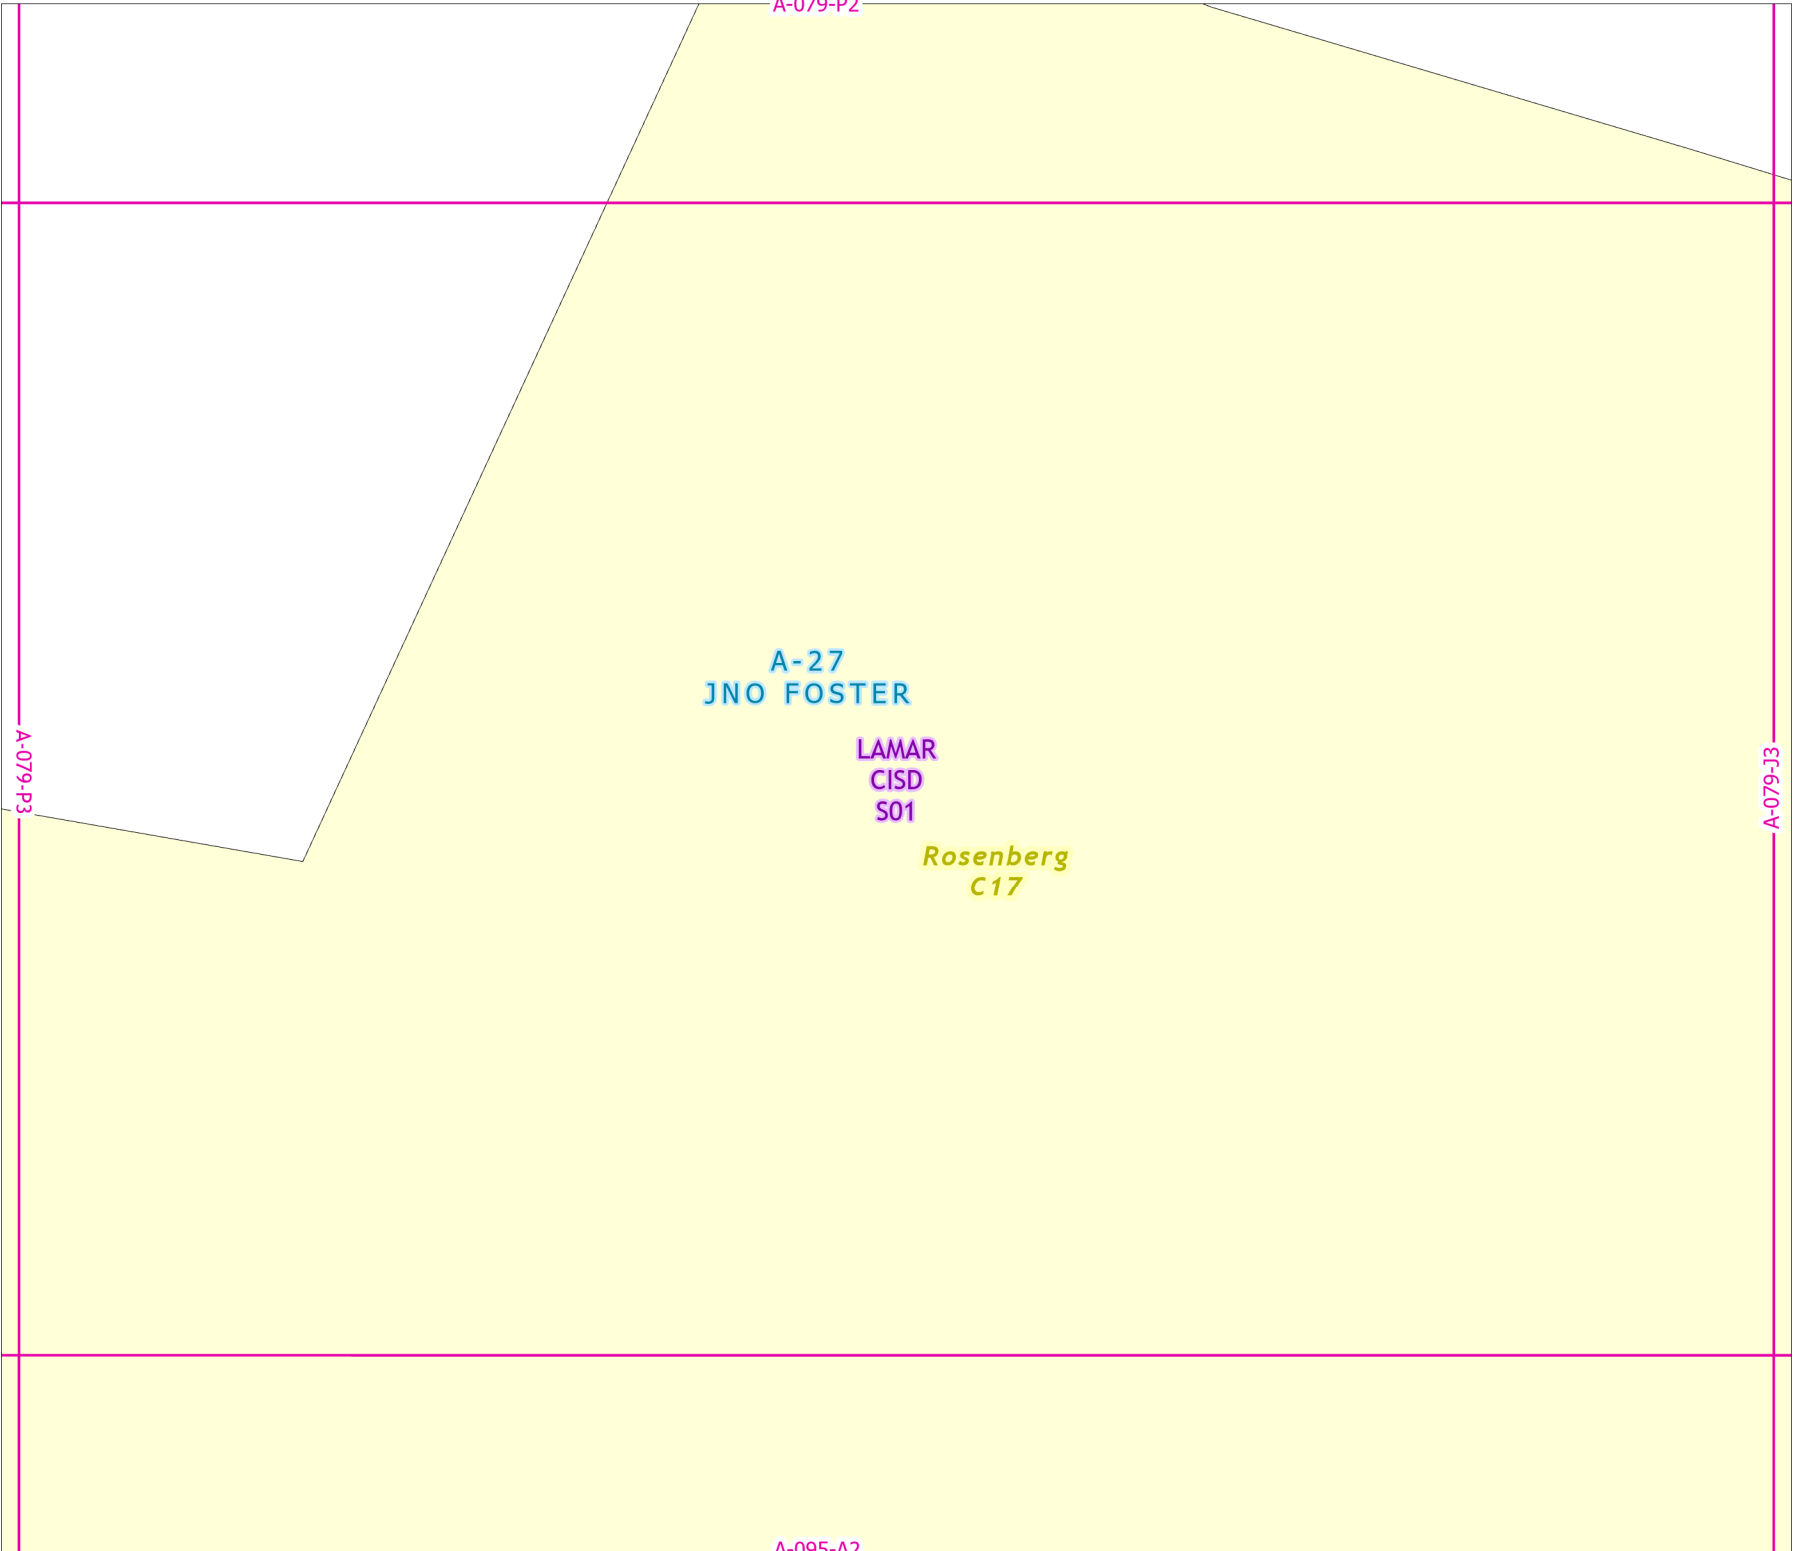 A-079-P2
A-27
JNO FOSTER
LAMAR
CISD
S01
A-079-P3
A-079-J3
Rosenberg
C17
A-095-A2